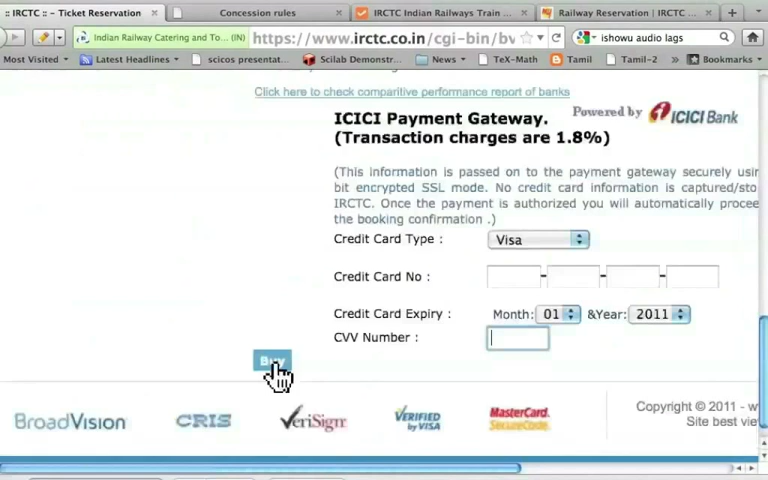 :: IRCTC :: - Ticket Reservation × Concession rules × IRCTC Indian Railways Train ... × Railway Reservation | IRCTC ... ×
Indian Railway Catering and To... (IN) https://www.irctc.co.in/cgi-bin/bv ishowu audio lags
Most Visited Latest Headlines scicos presentat... Scilab Demonstr... News TeX-Math Tamil Tamil-2 » Bookmarks
Click here to check comparitive performance report of banks
ICICI Payment Gateway. Powered by ICICI Bank
(Transaction charges are 1.8%)
(This information is passed on to the payment gateway securely usin
bit encrypted SSL mode. No credit card information is captured/sto
IRCTC. Once the payment is authorized you will automatically procee
the booking confirmation .)
Credit Card Type : Visa
Credit Card No : - - -
Credit Card Expiry : Month: 01 &Year: 2011
CVV Number :
Buy
BroadVision CRIS VeriSign VERIFIED by VISA MasterCard. SecureCode. Copyright © 2011 - w
Site best vie